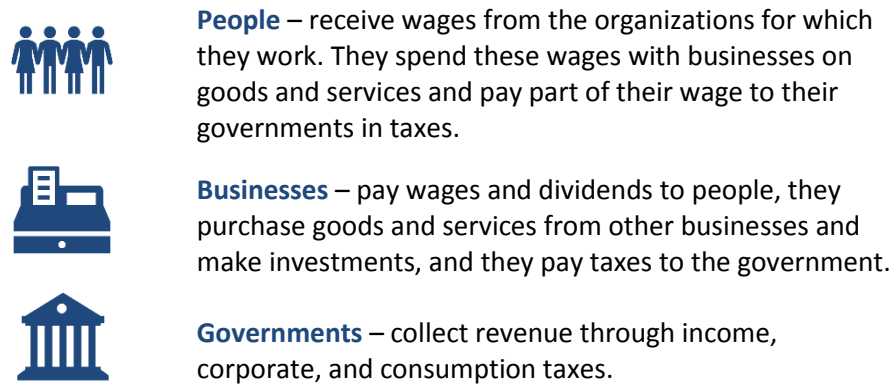 People – receive wages from the organizations for which
they work. They spend these wages with businesses on
goods and services and pay part of their wage to their
governments in taxes.
Businesses – pay wages and dividends to people, they
purchase goods and services from other businesses and
make investments, and they pay taxes to the government.
Governments – collect revenue through income,
corporate, and consumption taxes.